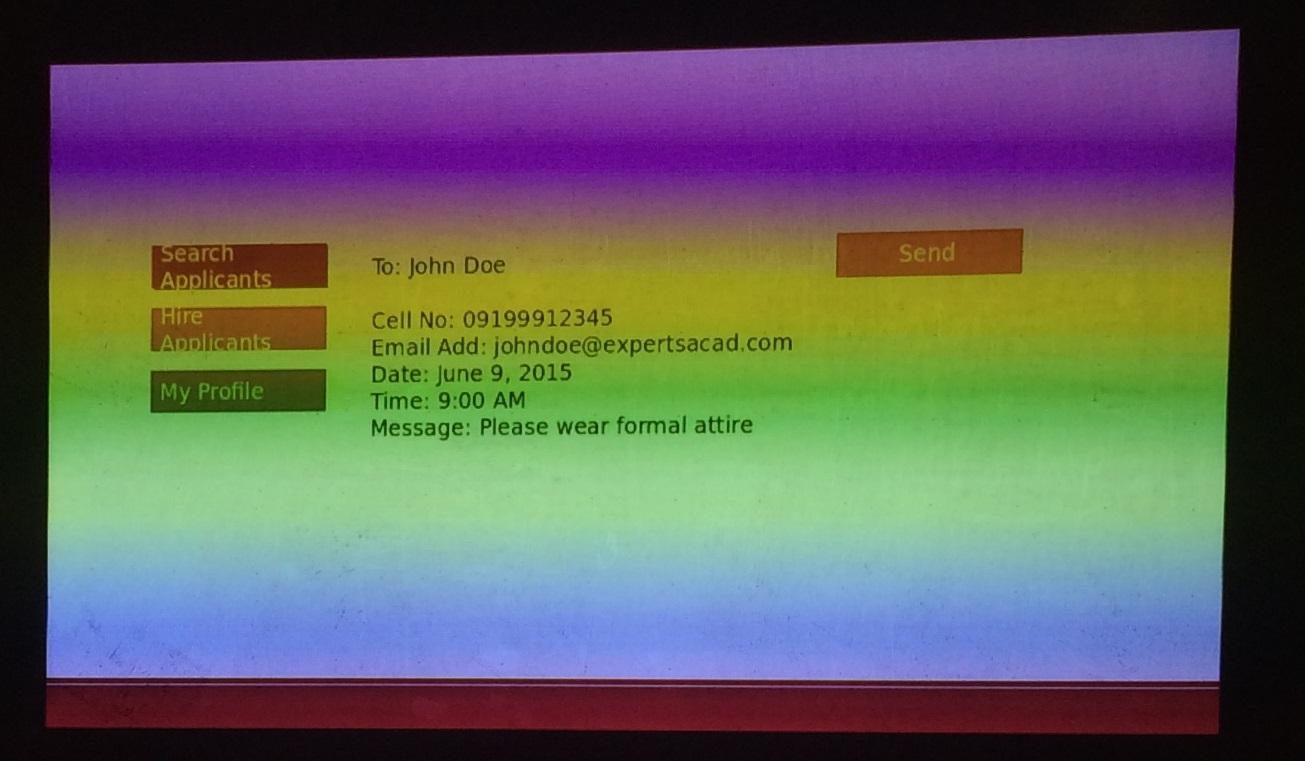 Search
Applicants
Hire
Applicants
My Profile
To: John Doe
Cell No: 09199912345
Email Add: johndoe@expertsacad.com
Date: June 9, 2015
Time: 9:00 AM
Message: Please wear formal attire
Send